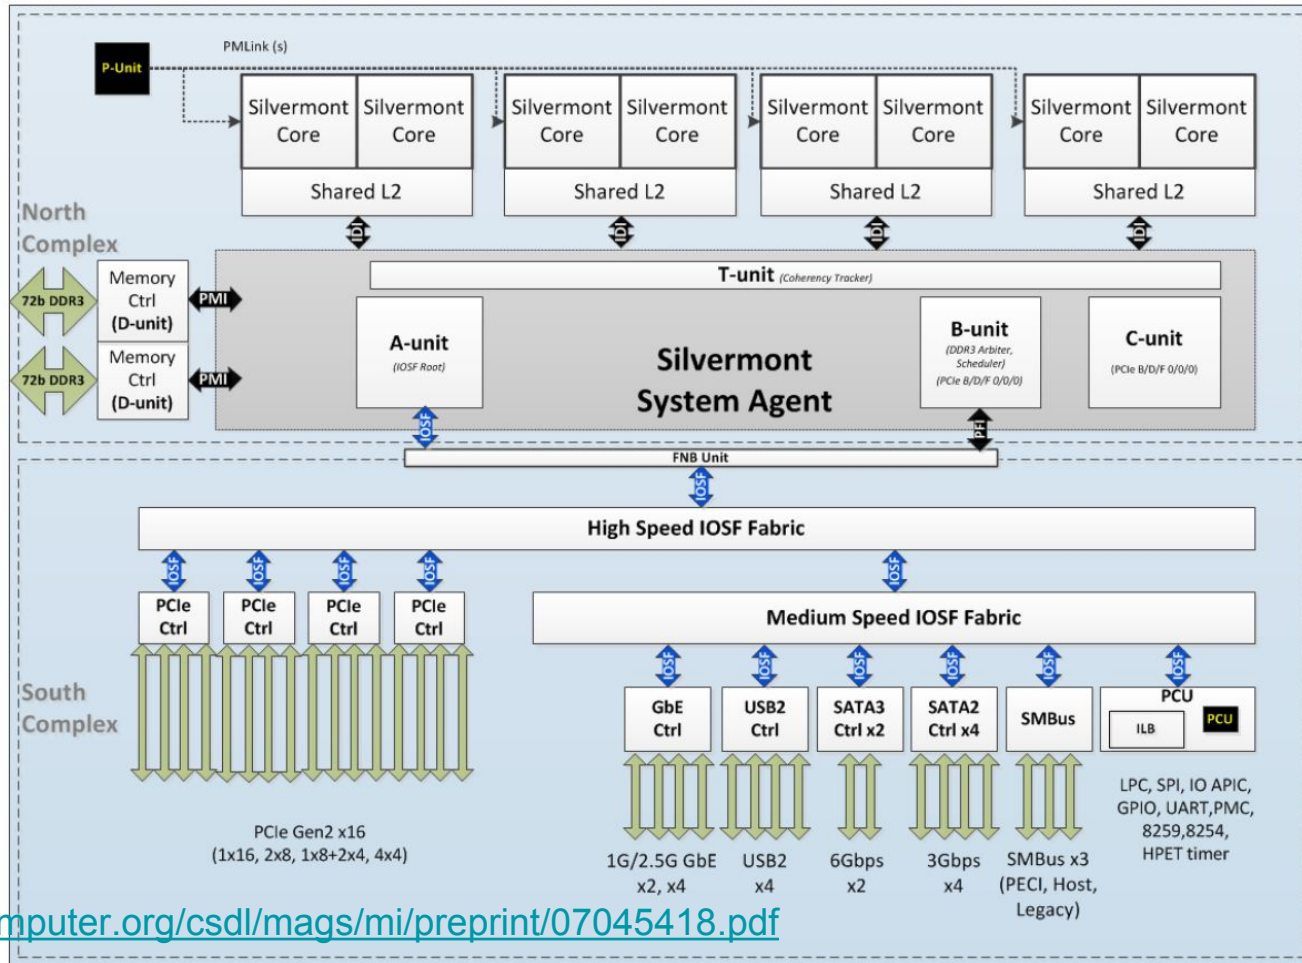 PMLink (s)
P-Unit
Silvermont Core
Silvermont Core
Silvermont Core
Silvermont Core
Silvermont Core
Silvermont Core
Silvermont Core
Silvermont Core
Shared L2
Shared L2
Shared L2
Shared L2
IDI
IDI
IDI
IDI
North
Complex
72b DDR3
Memory
Ctrl
(D-unit)
PMI
72b DDR3
Memory
Ctrl
(D-unit)
PMI
T-unit (Coherency Tracker)
A-unit
(IOSF Root)
Silvermont
System Agent
B-unit
(DDR3 Arbiter,
Scheduler)
(PCIe B/D/F 0/0/0)
C-unit
(PCIe B/D/F 0/0/0)
IOSF
PFI
FNB Unit
IOSF
High Speed IOSF Fabric
IOSF
IOSF
IOSF
IOSF
IOSF
PCIe
Ctrl
PCIe
Ctrl
PCIe
Ctrl
PCIe
Ctrl
Medium Speed IOSF Fabric
IOSF
IOSF
IOSF
IOSF
IOSF
IOSF
South
Complex
GbE
Ctrl
USB2
Ctrl
SATA3
Ctrl x2
SATA2
Ctrl x4
SMBus
PCU
ILB
PCU
PCIe Gen2 x16
(1x16, 2x8, 1x8+2x4, 4x4)
1G/2.5G GbE
x2, x4
USB2
x4
6Gbps
x2
3Gbps
x4
SMBus x3
(PECI, Host,
Legacy)
LPC, SPI, IO APIC,
GPIO, UART,PMC,
8259,8254,
HPET timer
mputer.org/csdl/mags/mi/preprint/07045418.pdf